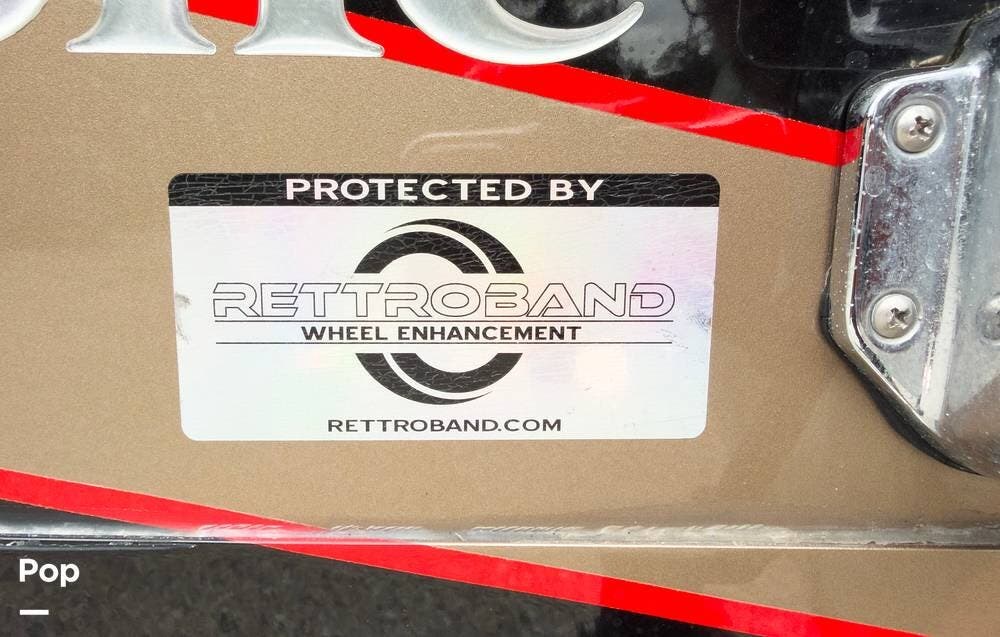 PROTECTED BY
RETTROBAND
WHEEL ENHANCEMENT
RETTROBAND.COM
Pop